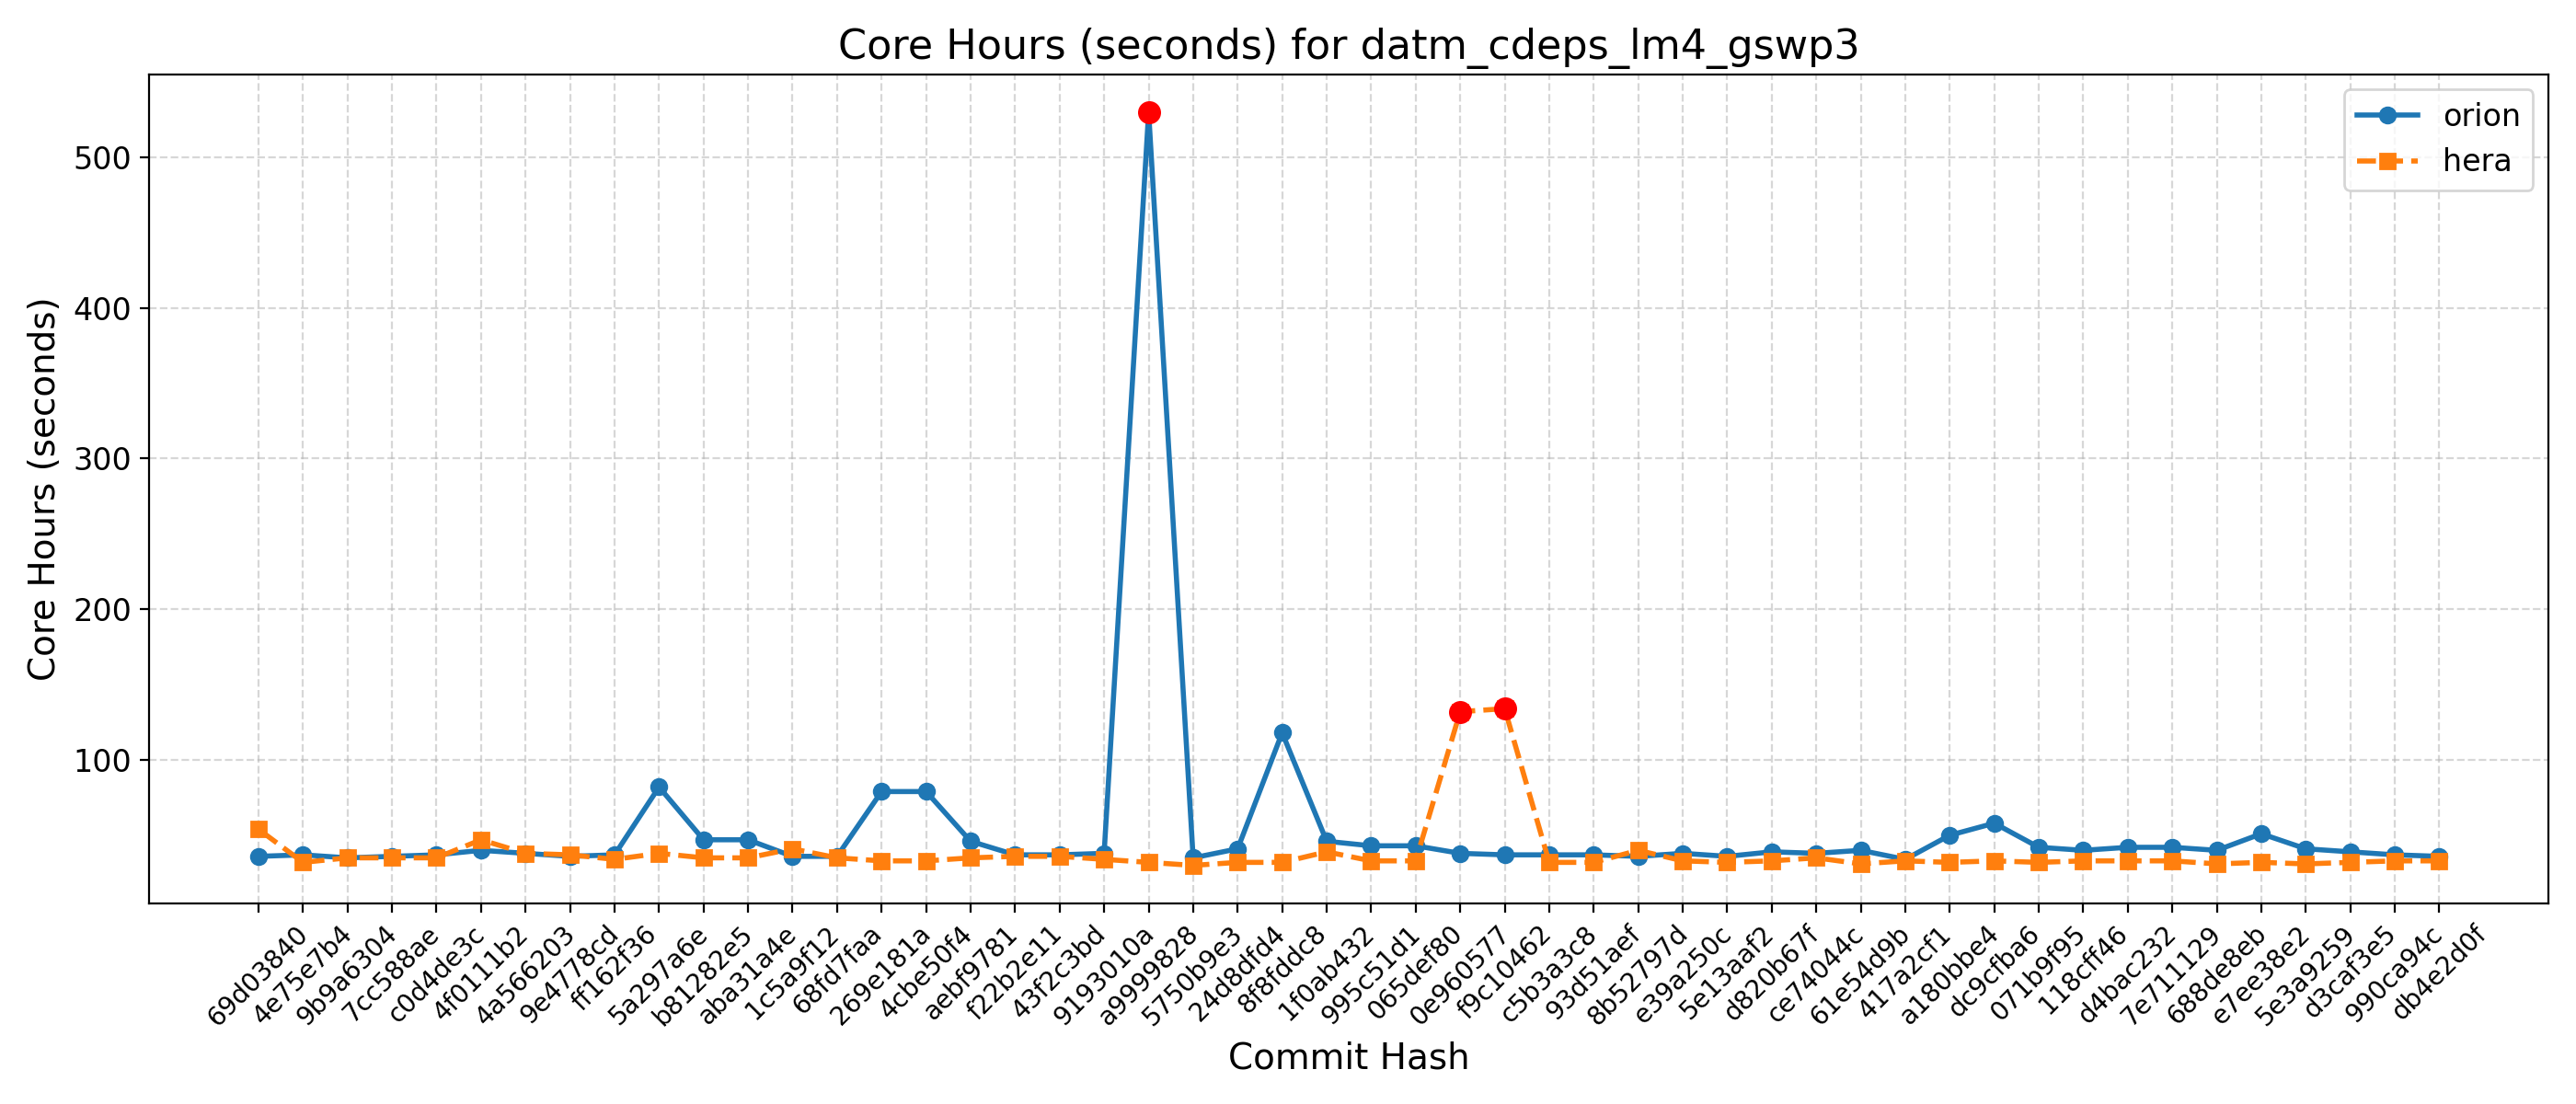 Core Hours (seconds) for datm_cdeps_lm4_gswp3
orion
hera
Core Hours (seconds)
500
400
300
200
100
69d03840
4e75e7b4
9b9a6304
7cc588ae
c0d4de3c
4f0111b2
4a566203
9e4778cd
ff162f36
5a297a6e
b81282e5
aba31a4e
1c5a9f12
68fd7faa
269e181a
4cbe50f4
aebf9781
f22b2e11
43f2c3bd
9193010a
a9999828
5750b9e3
24d8dfd4
8f8fddc8
1f0ab432
995c51d1
065def80
0e960577
f9c10462
c5b3a3c8
93d51aef
8b52797d
e39a250c
5e13aaf2
d820b67f
ce74044c
61e54d9b
417a2cf1
a180bbe4
dc9cfba6
071b9f95
118cff46
d4bac232
7e711129
688de8eb
e7ee38e2
5e3a9259
d3caf3e5
990ca94c
db4e2d0f
Commit Hash